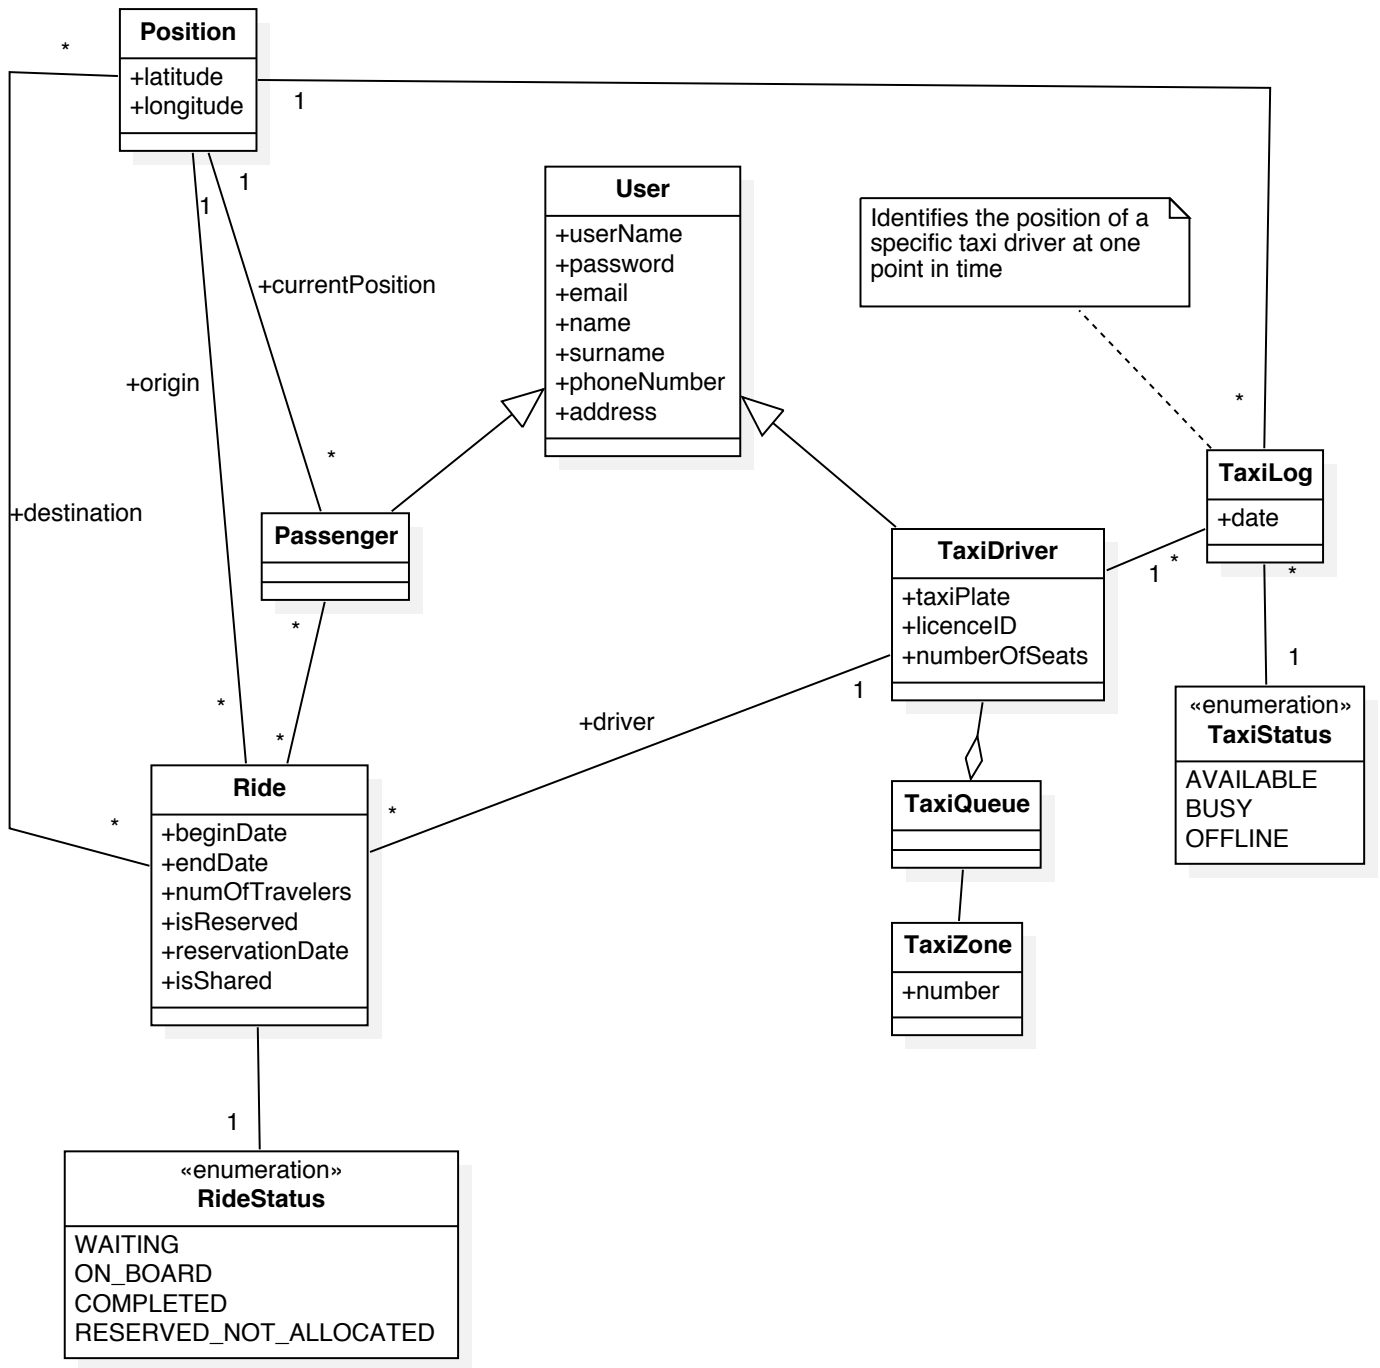 Position
+latitude
+longitude
*
1
1
1
+currentPosition
+origin
+destination
*
User
+userName
+password
+email
+name
+surname
+phoneNumber
+address
Identifies the position of a
specific taxi driver at one
point in time
*
TaxiLog
+date
Passenger
*
*
*
TaxiDriver
+taxiPlate
+licenceID
+numberOfSeats
1
*
*
1
1
+driver
*
*
Ride
+beginDate
+endDate
+numOfTravelers
+isReserved
+reservationDate
+isShared
«enumeration»
TaxiStatus
AVAILABLE
BUSY
OFFLINE
TaxiQueue
TaxiZone
+number
1
«enumeration»
RideStatus
WAITING
ON_BOARD
COMPLETED
RESERVED_NOT_ALLOCATED